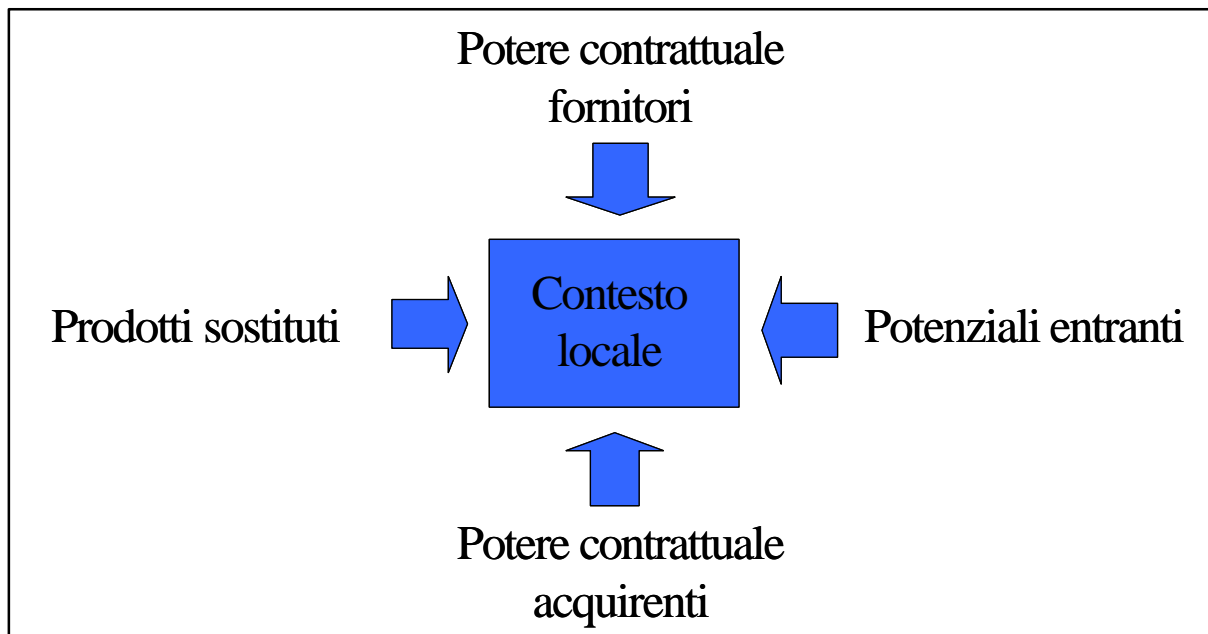 Potere contrattuale
fornitori
Contesto
locale
Prodotti sostituti
Potenziali entranti
Potere contrattuale
acquirenti